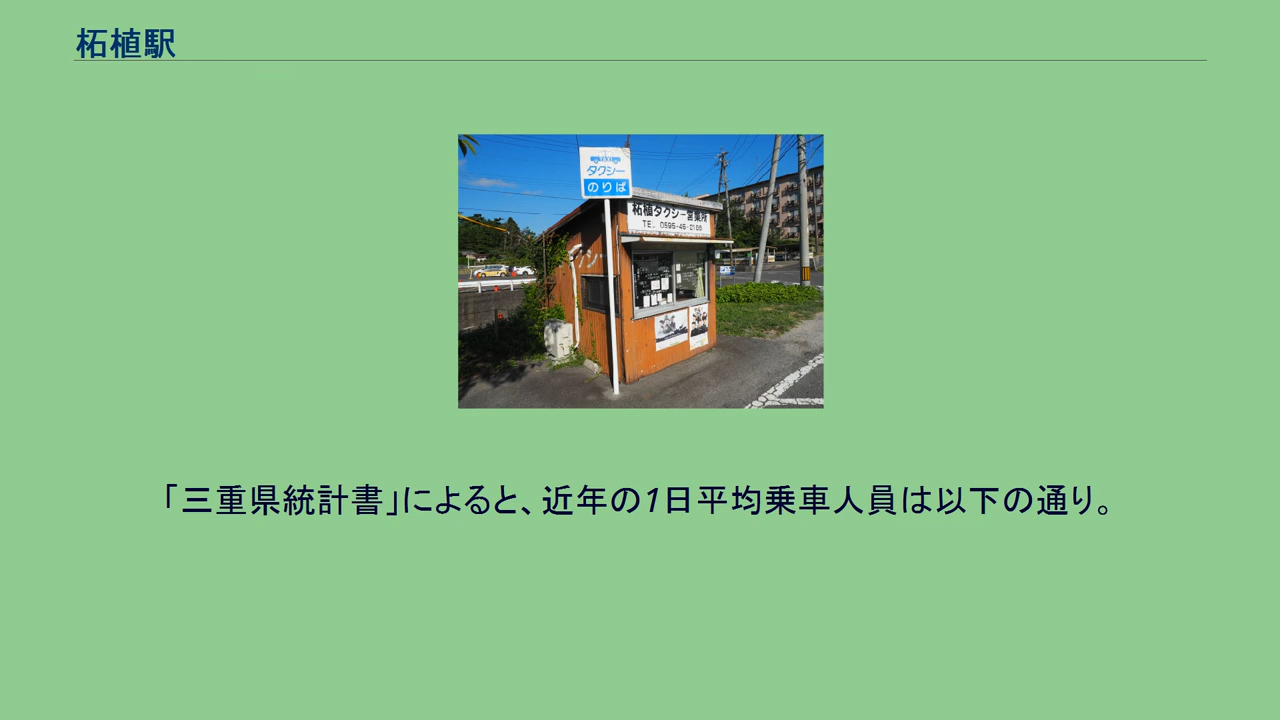 柘植駅
タクシー
のりば
柘植タクシー営業所
TEL 0595-45-2166
「三重県統計書」によると、近年の1日平均乗車人員は以下の通り。